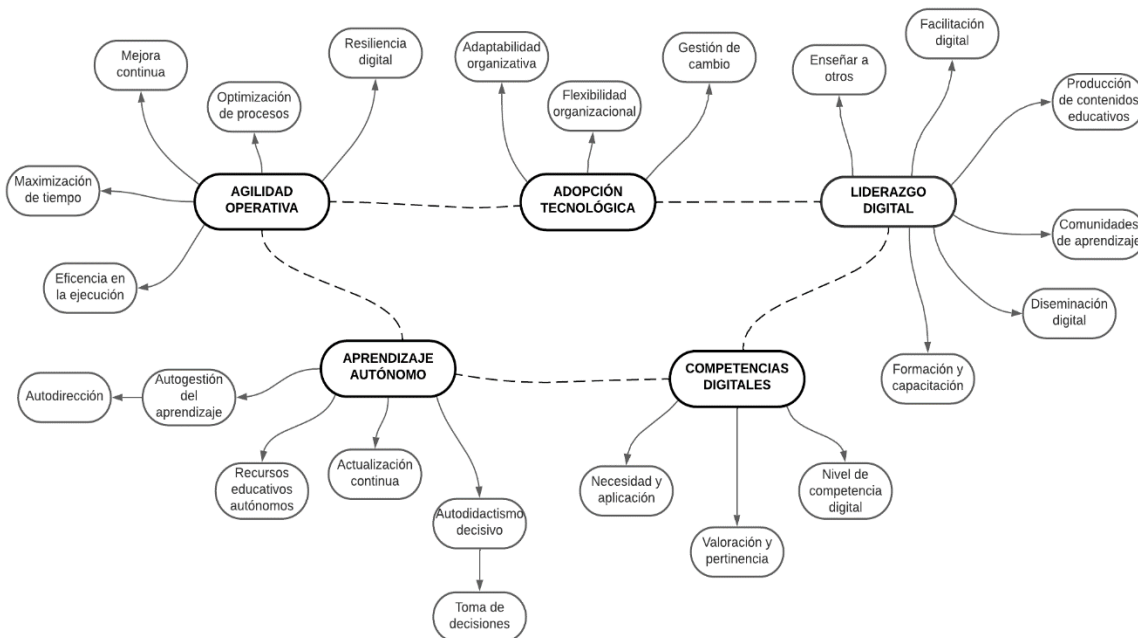 Mejora
continua
Resiliencia
digital
Optimización
de procesos
Maximización
de tiempo
AGILIDAD
OPERATIVA
Eficencia en
la ejecución
Adaptabilidad
organizativa
Flexibilidad
organizacional
Gestión de
cambio
ADOPCIÓN
TECNOLÓGICA
Enseñar a
otros
Facilitación
digital
Producción
de contenidos
educativos
LIDERAZGO
DIGITAL
Comunidades
de aprendizaje
Diseminación
digital
Formación y
capacitación
APRENDIZAJE
AUTÓNOMO
Autodirección
Autogestión
del
aprendizaje
Recursos
educativos
autónomos
Actualización
continua
Autodidactismo
decisivo
Toma de
decisiones
COMPETENCIAS
DIGITALES
Necesidad y
aplicación
Valoración y
pertinencia
Nivel de
competencia
digital